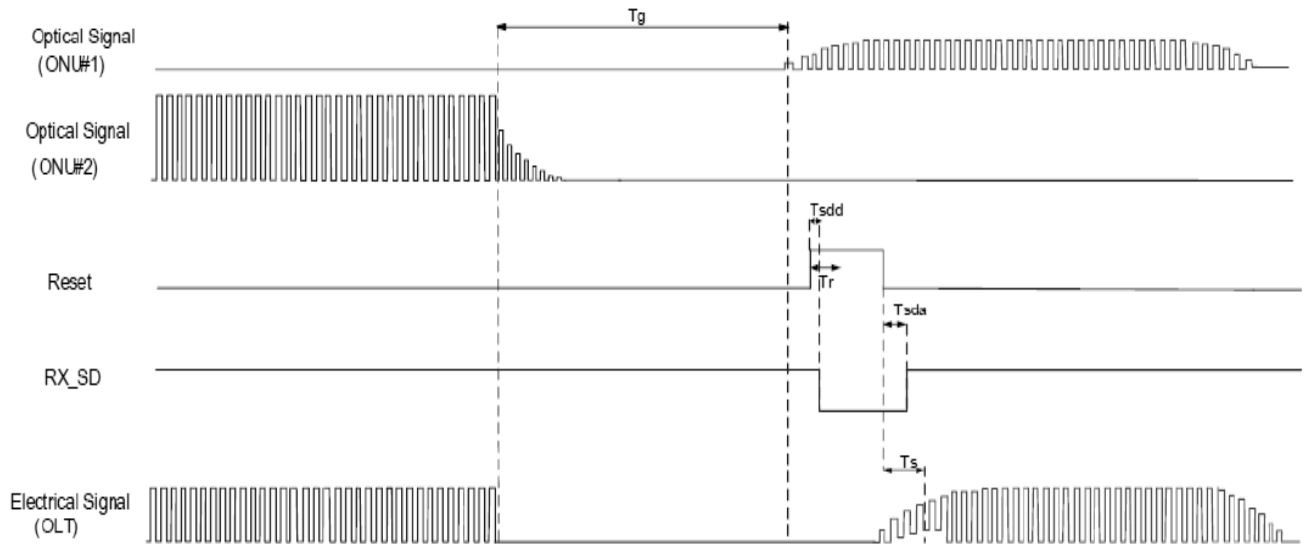 Tg
Optical Signal
(ONU#1)
Optical Signal
(ONU#2)
Tsdd
Reset
Tr
Tsda
RX_SD
Ts
Electrical Signal
(OLT)